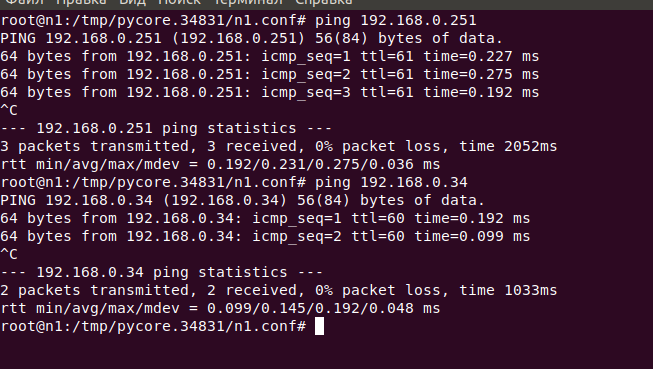 Файл Правка Вид Поиск Терминал Справка
root@n1:/tmp/pycore.34831/n1.conf# ping 192.168.0.251
PING 192.168.0.251 (192.168.0.251) 56(84) bytes of data.
64 bytes from 192.168.0.251: icmp_seq=1 ttl=61 time=0.227 ms
64 bytes from 192.168.0.251: icmp_seq=2 ttl=61 time=0.275 ms
64 bytes from 192.168.0.251: icmp_seq=3 ttl=61 time=0.192 ms
^C
--- 192.168.0.251 ping statistics ---
3 packets transmitted, 3 received, 0% packet loss, time 2052ms
rtt min/avg/max/mdev = 0.192/0.231/0.275/0.036 ms
root@n1:/tmp/pycore.34831/n1.conf# ping 192.168.0.34
PING 192.168.0.34 (192.168.0.34) 56(84) bytes of data.
64 bytes from 192.168.0.34: icmp_seq=1 ttl=60 time=0.192 ms
64 bytes from 192.168.0.34: icmp_seq=2 ttl=60 time=0.099 ms
^C
--- 192.168.0.34 ping statistics ---
2 packets transmitted, 2 received, 0% packet loss, time 1033ms
rtt min/avg/max/mdev = 0.099/0.145/0.192/0.048 ms
root@n1:/tmp/pycore.34831/n1.conf#